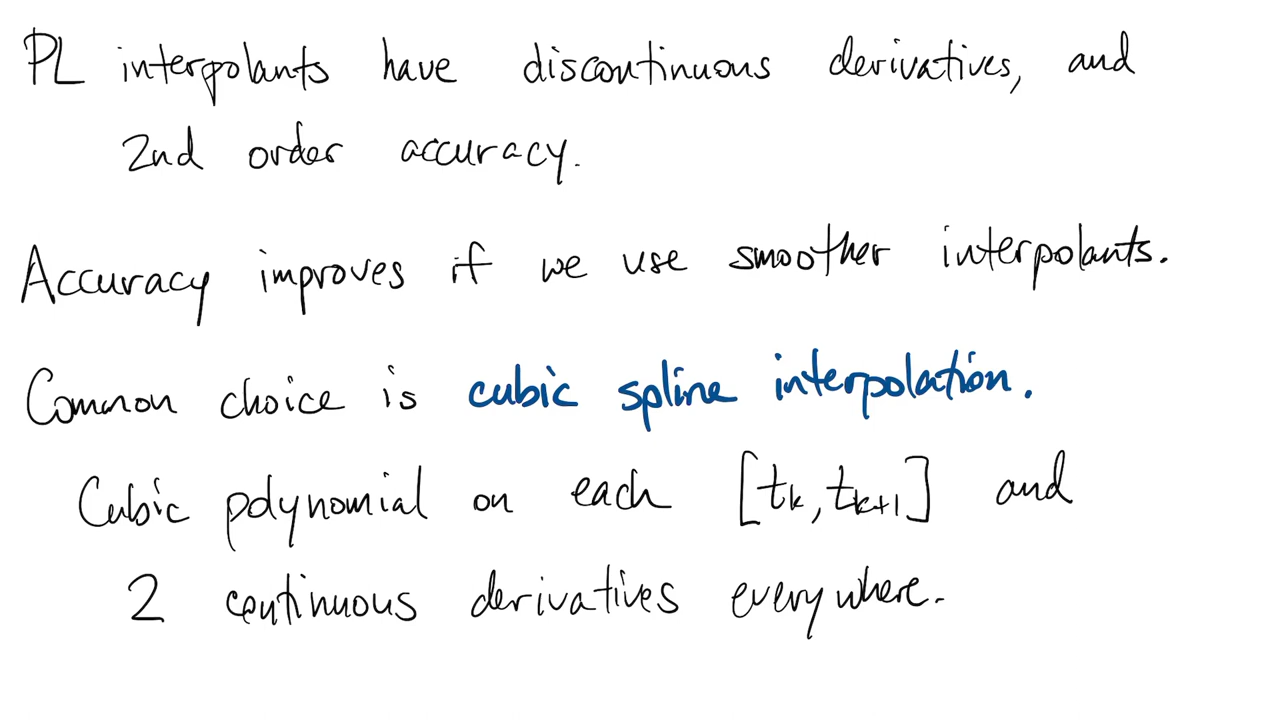 PL interpolants have discontinuous derivatives, and
2nd order accuracy.
Accuracy improves if we use smoother interpolants.
Common choice is cubic spline interpolation.
Cubic polynomial on each [tₖ, tₖ₊₁] and
2 continuous derivatives everywhere.